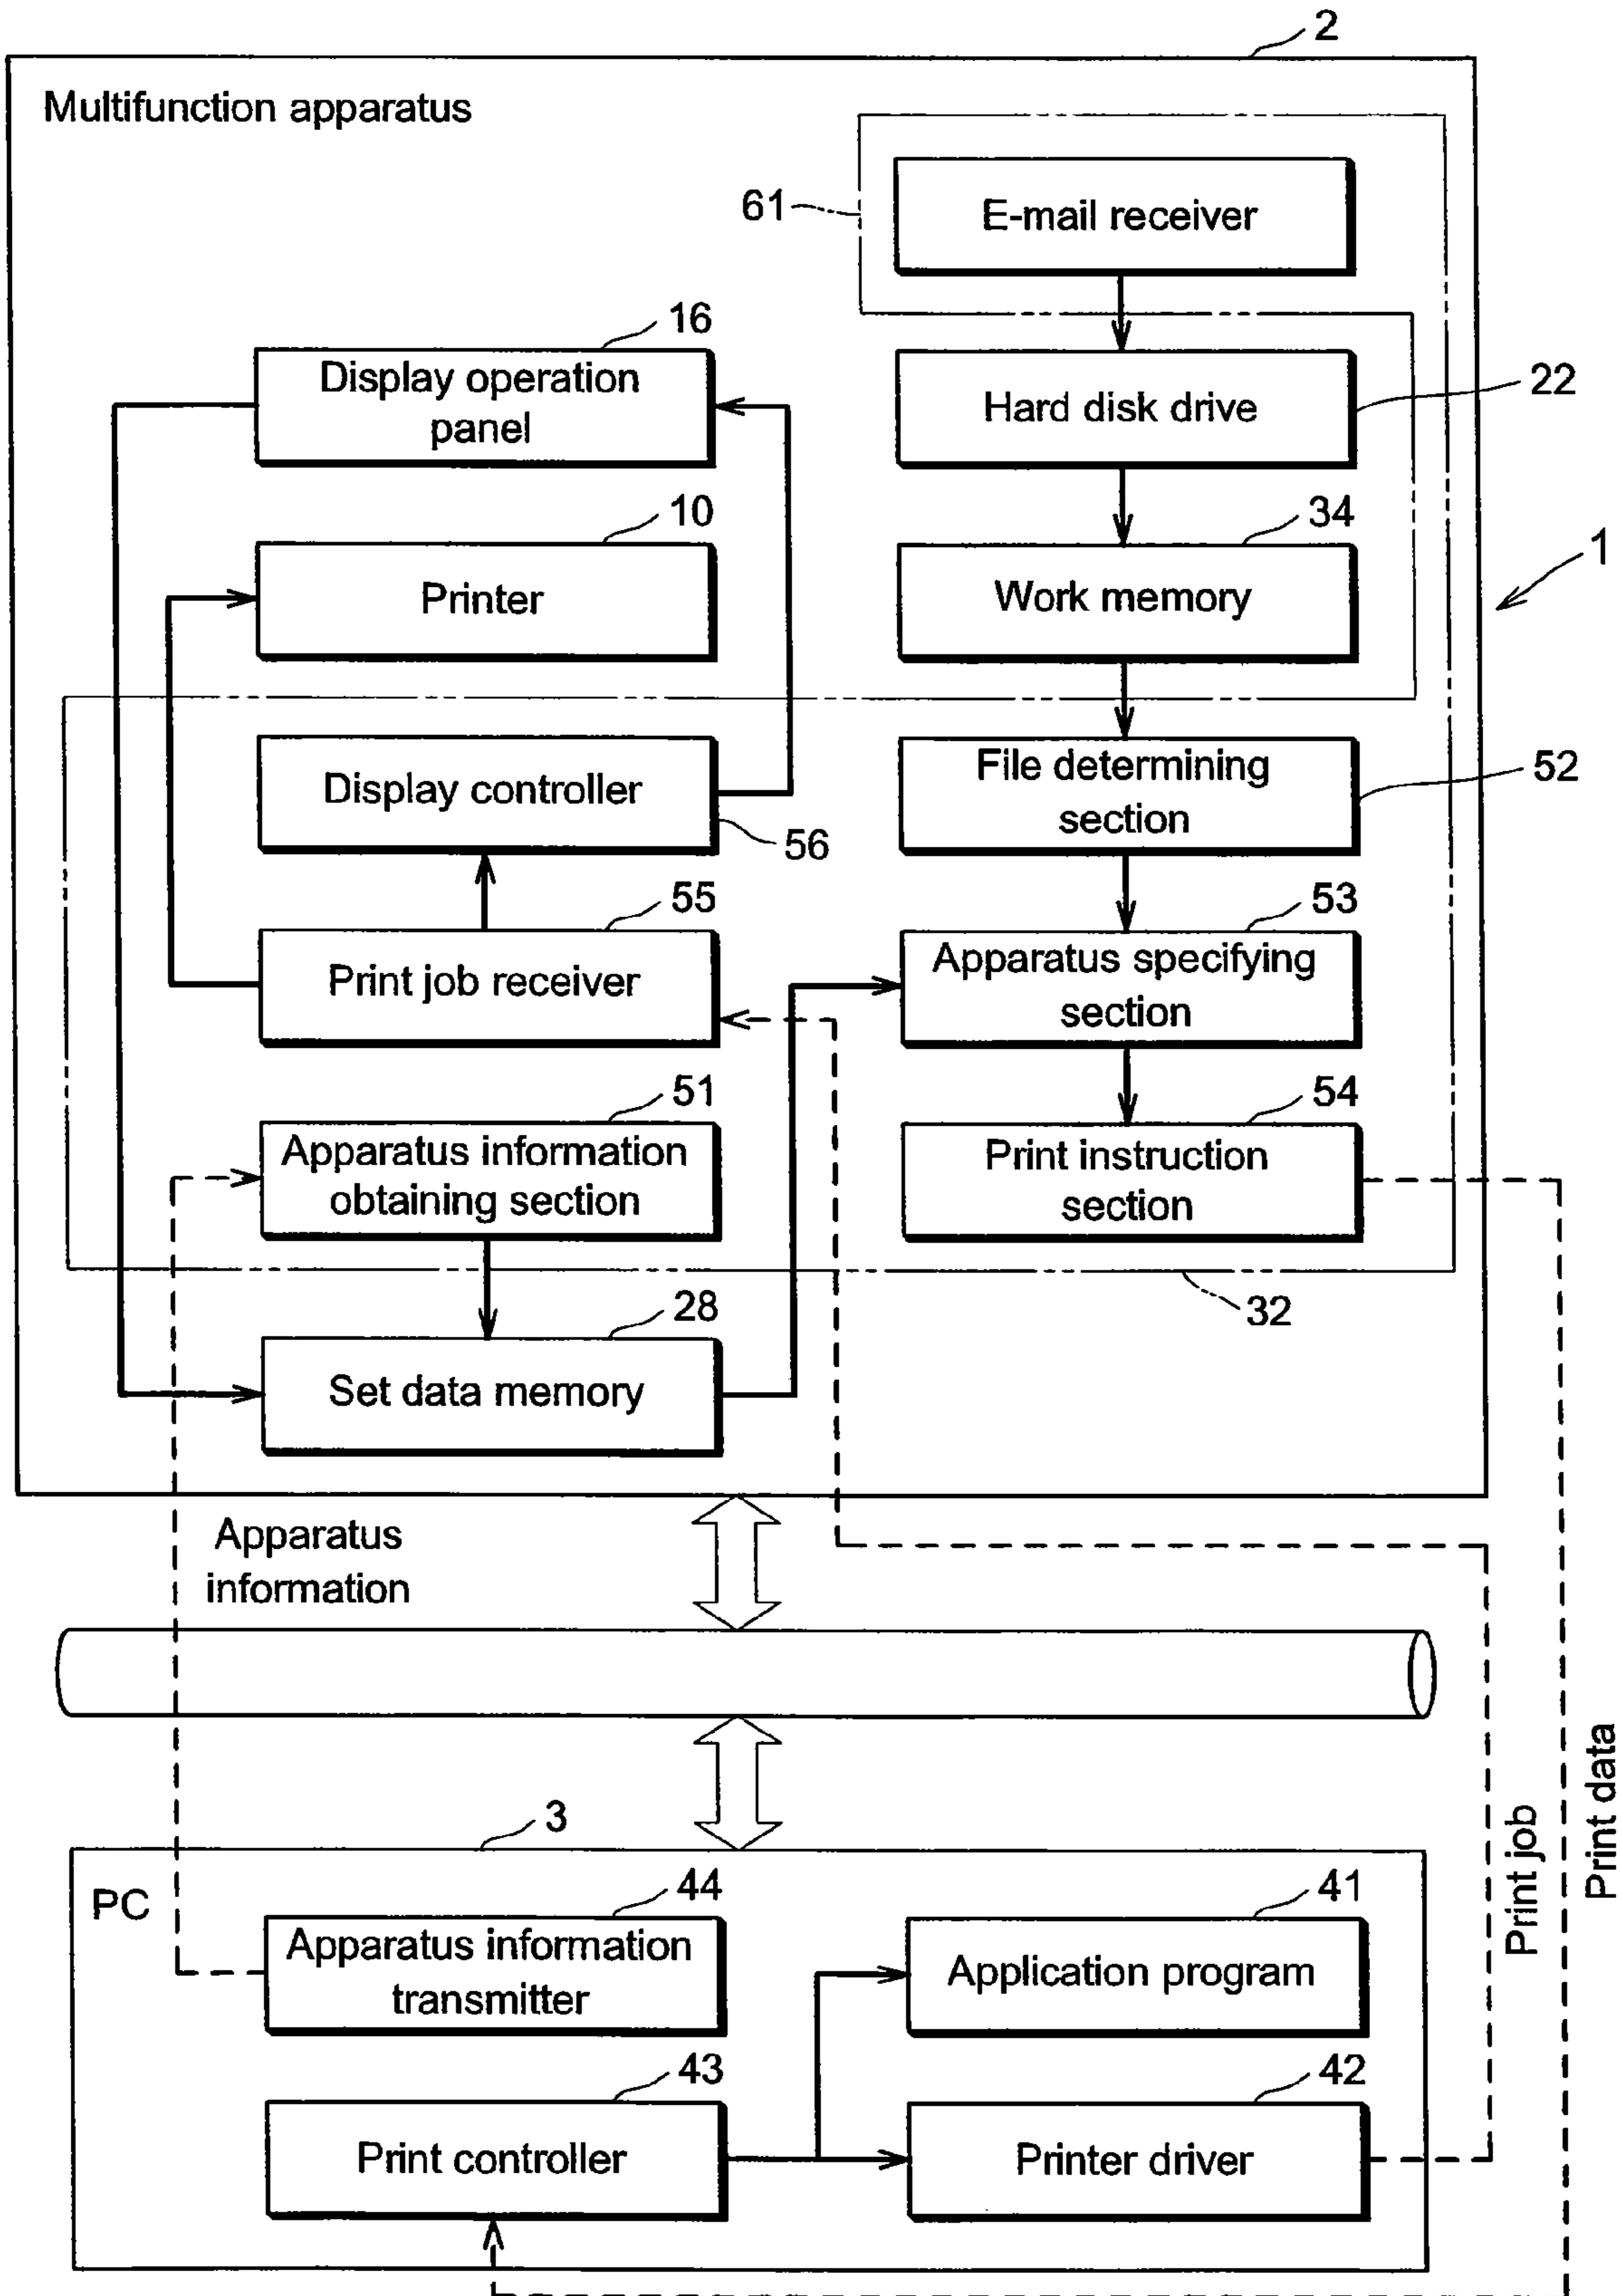 2
Multifunction apparatus
61
E-mail receiver
16
Display operation
panel
22
Hard disk drive
10
Printer
34
Work memory
1
Display controller
56
File determining
section
52
55
Print job receiver
53
Apparatus specifying
section
51
Apparatus information
obtaining section
54
Print instruction
section
32
28
Set data memory
Apparatus
information
Print job
Print data
3
PC
44
Apparatus information
transmitter
41
Application program
43
Print controller
42
Printer driver